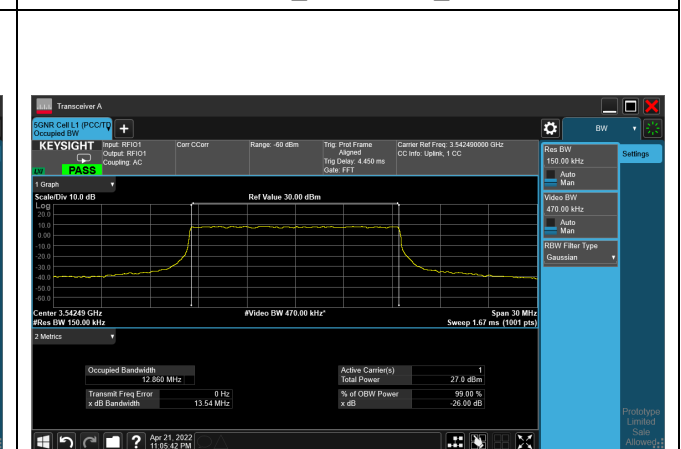 Transceiver A
5GNR Cell L1 (PCC/TD
Occupied BW
+
BW
KEYSIGHT
Input: RFIO1
Output: RFIO1
Coupling: AC
Corr CCorr
Range: -60 dBm
Trig: Prot Frame
Aligned
Trig Delay: 4.450 ms
Gate: FFT
Carrier Ref Freq: 3.542490000 GHz
CC Info: Uplink, 1 CC
PASS
Res BW
150.00 kHz
Auto
Man
Settings
Video BW
470.00 kHz
Auto
Man
RBW Filter Type
Gaussian
1 Graph
Scale/Div 10.0 dB
Ref Value 30.00 dBm
Log
20.0
10.0
0.00
-10.0
-20.0
-30.0
-40.0
-50.0
-60.0
Center 3.54249 GHz
#Video BW 470.00 kHz*
Span 30 MHz
#Res BW 150.00 kHz
Sweep 1.67 ms (1001 pts)
2 Metrics
Occupied Bandwidth
12.860 MHz
Active Carrier(s) 1
Total Power 27.0 dBm
Transmit Freq Error 0 Hz
x dB Bandwidth 13.54 MHz
% of OBW Power 99.00 %
x dB -26.00 dB
Apr 21, 2022
11:05:42 PM
Prototype
Limited
Sale
Allowed